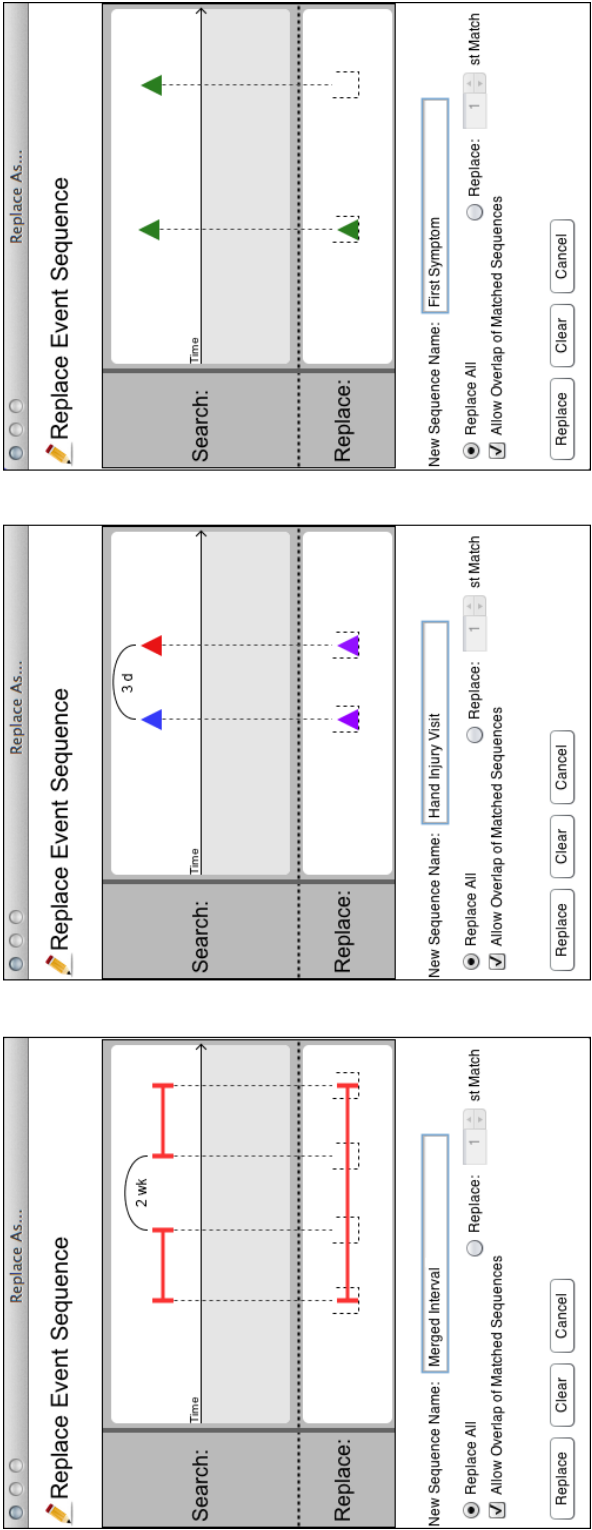 Replace As...
Replace Event Sequence
2 wk
Time
Search:
Replace:
New Sequence Name: Merged Interval
Replace All Replace: 1 st Match
Allow Overlap of Matched Sequences
Replace Clear Cancel
Replace As...
Replace Event Sequence
3 d
Time
Search:
Replace:
New Sequence Name: Hand Injury Visit
Replace All Replace: 1 st Match
Allow Overlap of Matched Sequences
Replace Clear Cancel
Replace As...
Replace Event Sequence
Time
Search:
Replace:
New Sequence Name: First Symptom
Replace All Replace: 1 st Match
Allow Overlap of Matched Sequences
Replace Clear Cancel